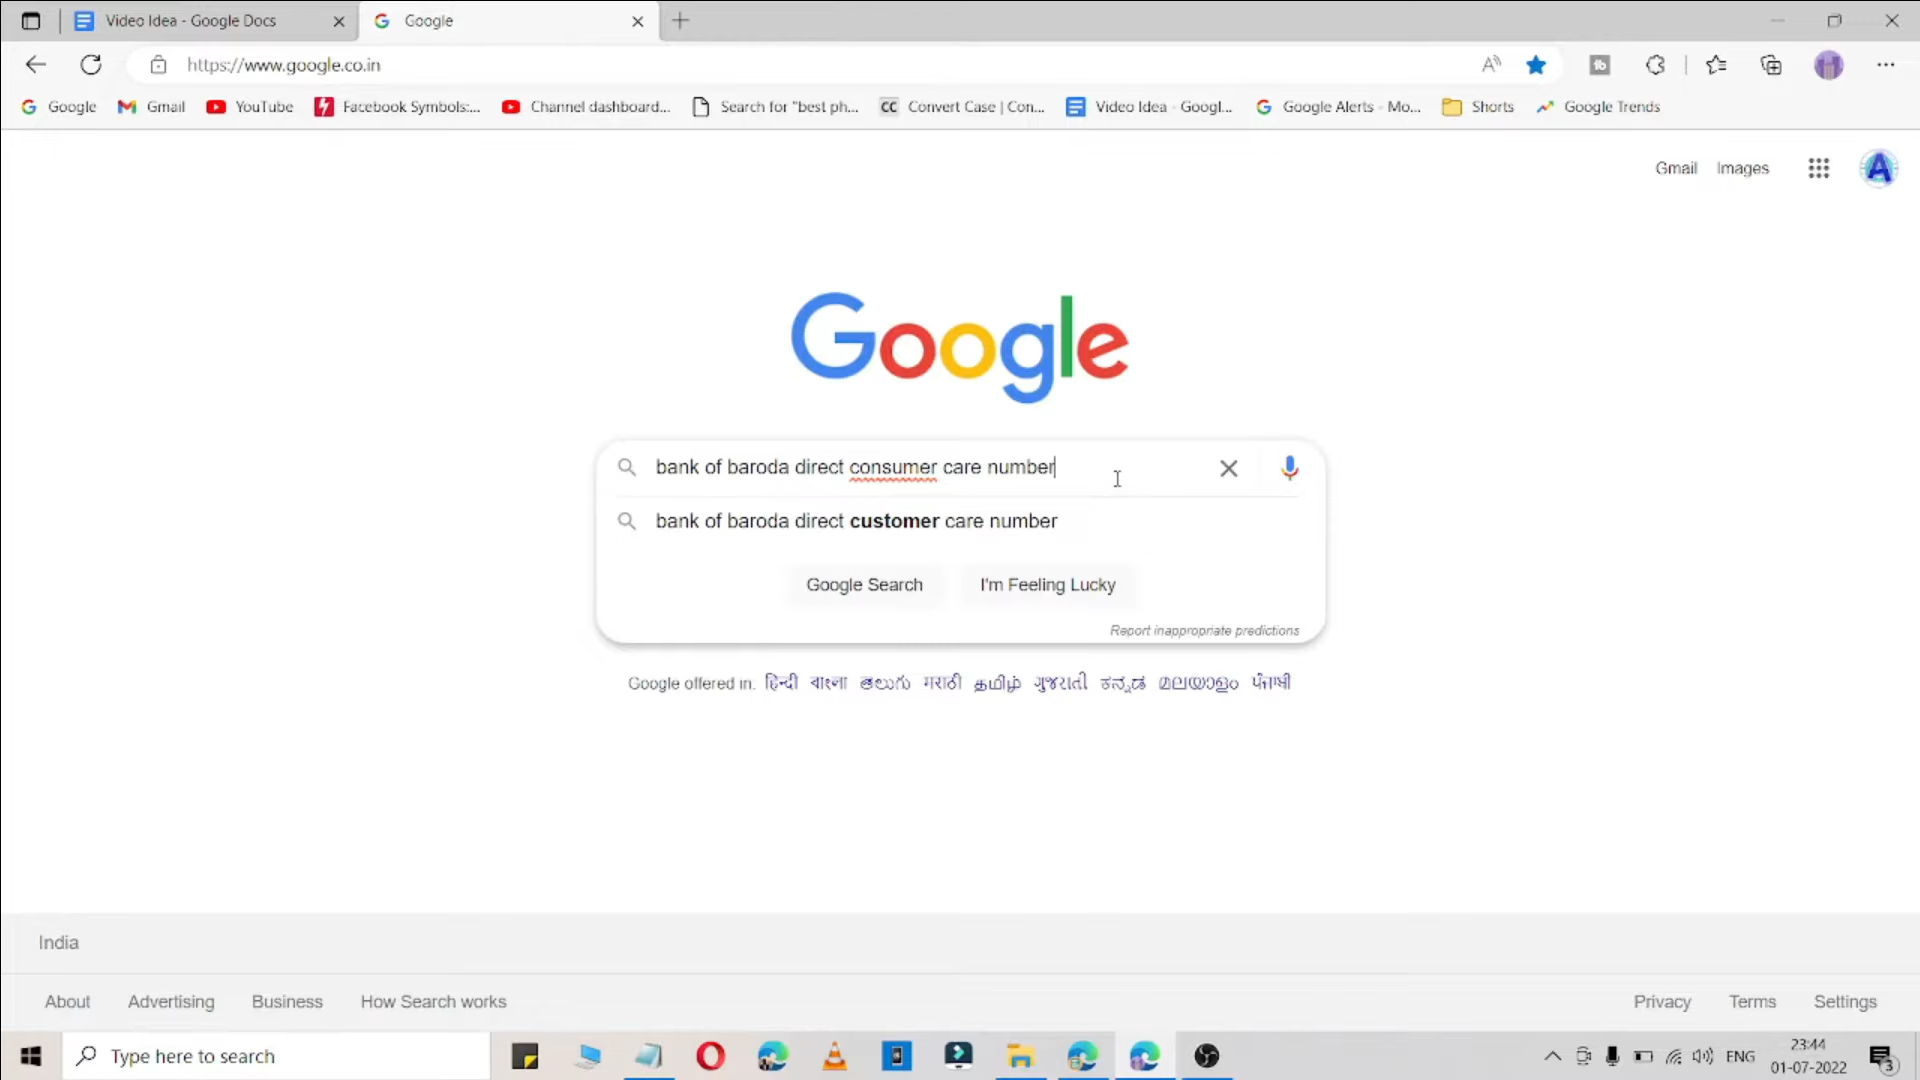 Video Idea - Google Docs
Google
https://www.google.co.in
Google
Gmail
YouTube
Facebook Symbols:...
Channel dashboard...
Search for "best ph...
CC Convert Case | Con...
Video Idea - Googl...
Google Alerts - Mo...
Shorts
Google Trends
Gmail Images
A
Google
bank of baroda direct consumer care number
bank of baroda direct customer care number
Google Search
I'm Feeling Lucky
Report inappropriate predictions
Google offered in: हिन्दी বাংলা తెలుగు मराठी தமிழ் ગુજરાતી ಕನ್ನಡ മലയാളം ਪੰਜਾਬੀ
India
About Advertising Business How Search works
Privacy Terms Settings
Type here to search
ENG
23:44
01-07-2022
3